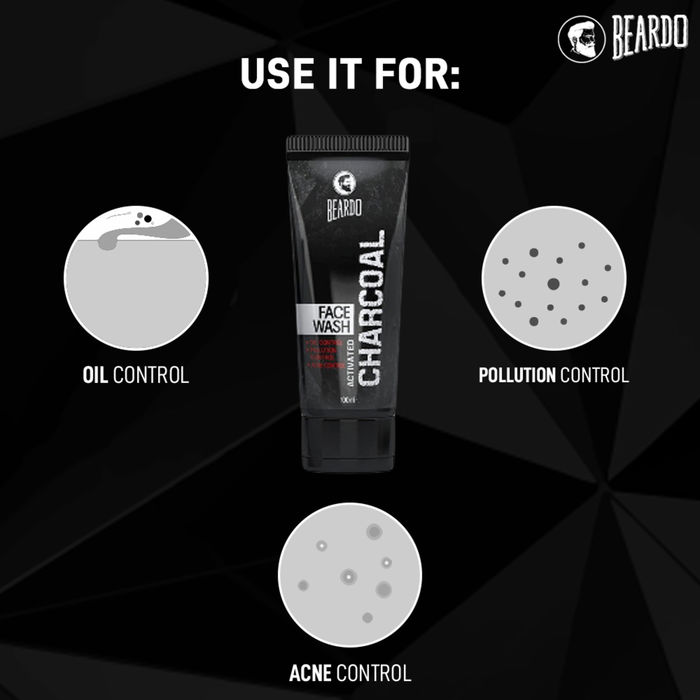 BEARDO
USE IT FOR:
BEARDO
FACE
WASH
ACTIVATED
CHARCOAL
100ml
OIL CONTROL
POLLUTION CONTROL
ACNE CONTROL